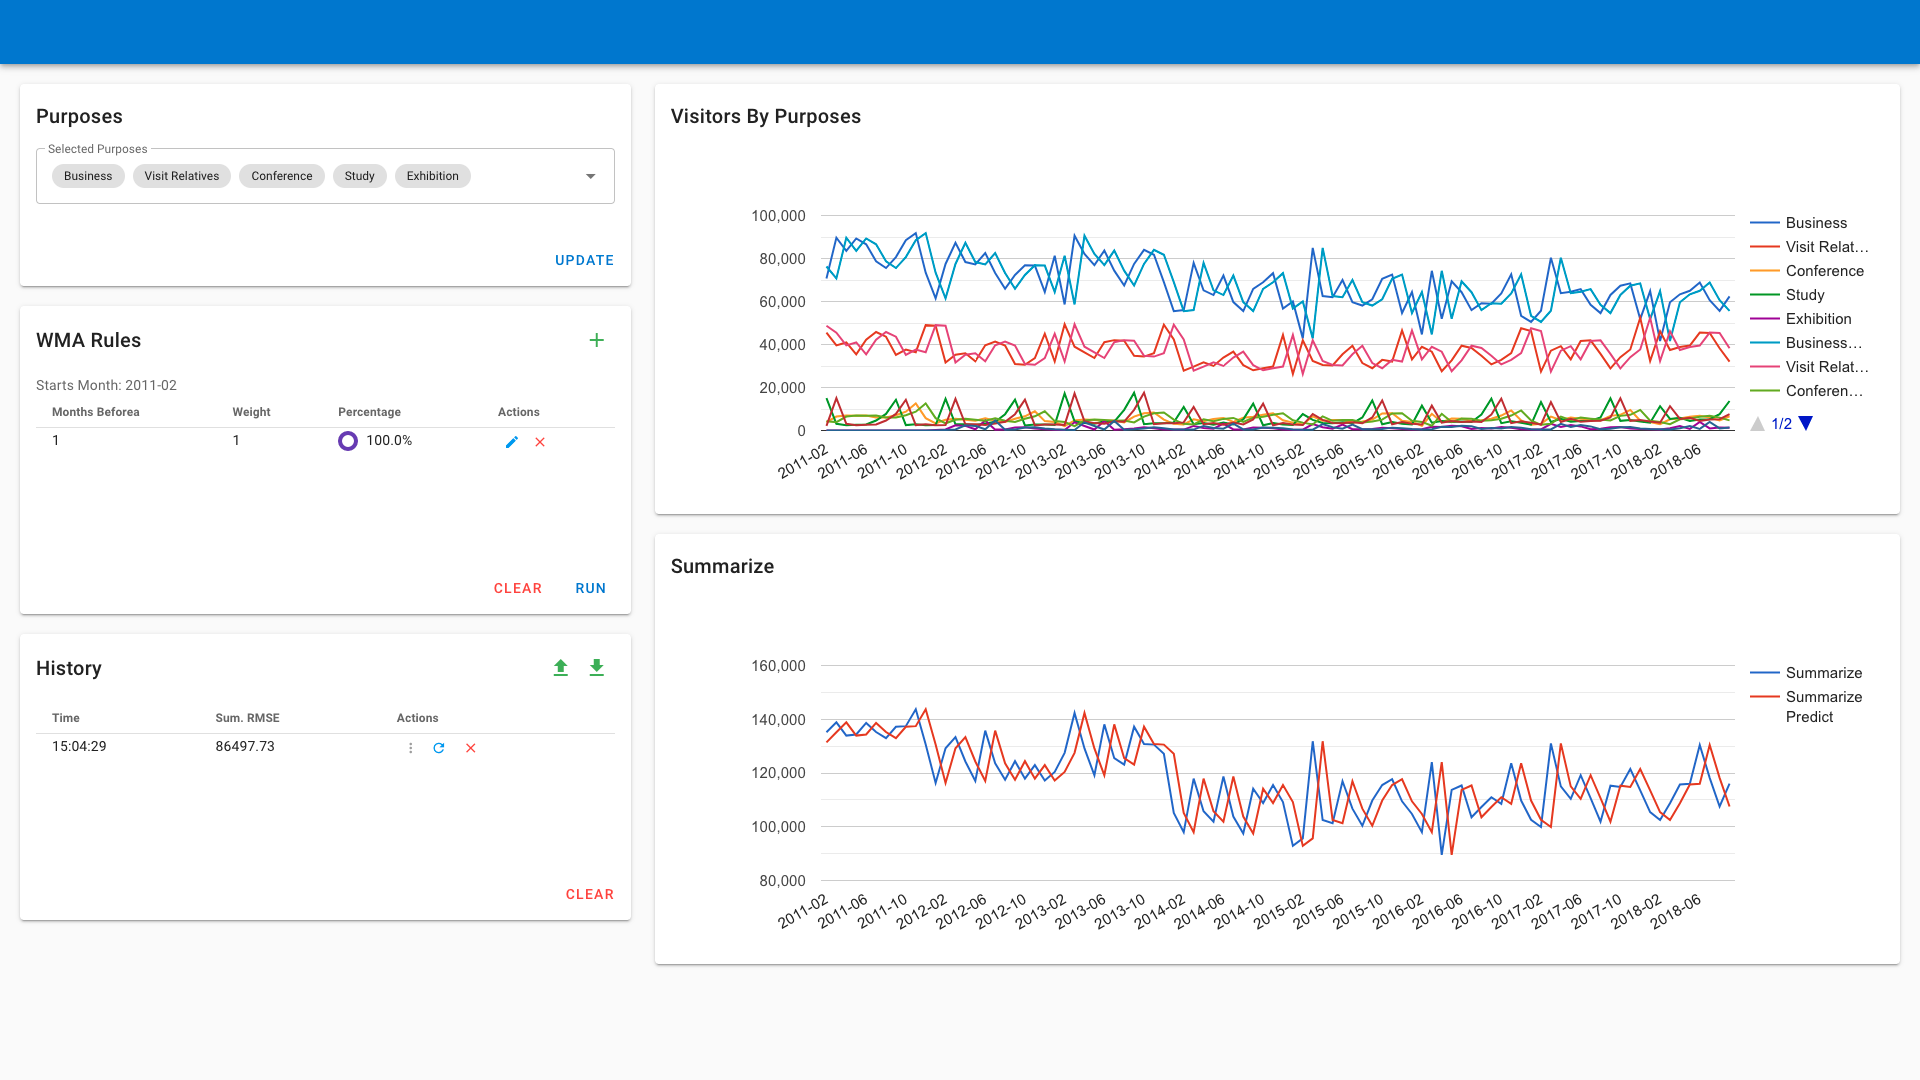 Purposes
Selected Purposes
Business Visit Relatives Conference Study Exhibition
UPDATE
WMA Rules
Starts Month: 2011-02
Months Beforea Weight Percentage Actions
1 1 100.0%
CLEAR RUN
History
Time Sum. RMSE Actions
15:04:29 86497.73
CLEAR
Visitors By Purposes
100,000
80,000
60,000
40,000
20,000
0
2011-02 2011-06 2011-10 2012-02 2012-06 2012-10 2013-02 2013-06 2013-10 2014-02 2014-06 2014-10 2015-02 2015-06 2015-10 2016-02 2016-06 2016-10 2017-02 2017-06 2017-10 2018-02 2018-06
Business
Visit Relat...
Conference
Study
Exhibition
Business...
Visit Relat...
Conferen...
1/2
Summarize
160,000
140,000
120,000
100,000
80,000
2011-02 2011-06 2011-10 2012-02 2012-06 2012-10 2013-02 2013-06 2013-10 2014-02 2014-06 2014-10 2015-02 2015-06 2015-10 2016-02 2016-06 2016-10 2017-02 2017-06 2017-10 2018-02 2018-06
Summarize
Summarize
Predict